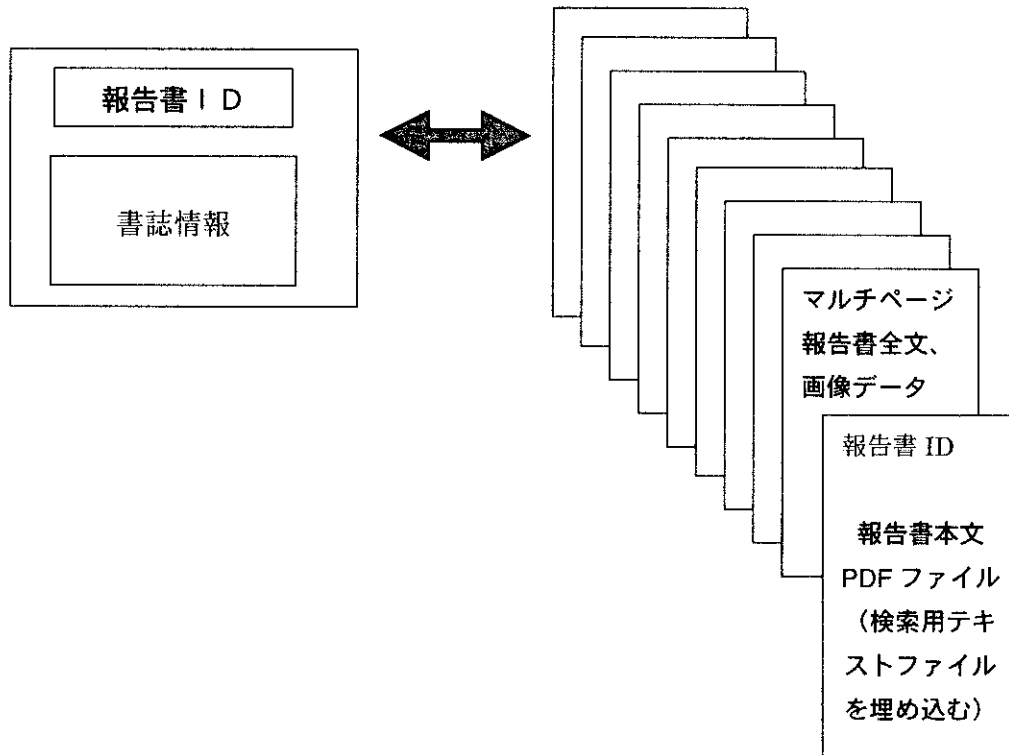 報告書ＩＤ
書誌情報
マルチページ
報告書全文、
画像データ
報告書 ID
報告書本文
PDF ファイル
（検索用テキ
ストファイル
を埋め込む）